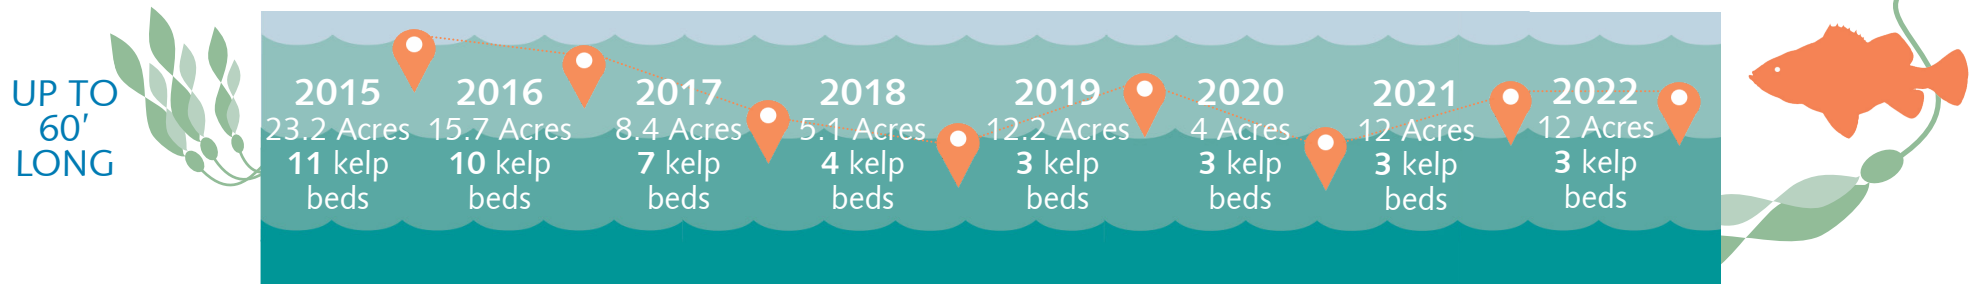 UP TO
60′
LONG
2015
23.2 Acres
11 kelp
beds
2016
15.7 Acres
10 kelp
beds
2017
8.4 Acres
7 kelp
beds
2018
5.1 Acres
4 kelp
beds
2019
12.2 Acres
3 kelp
beds
2020
4 Acres
3 kelp
beds
2021
12 Acres
3 kelp
beds
2022
12 Acres
3 kelp
beds